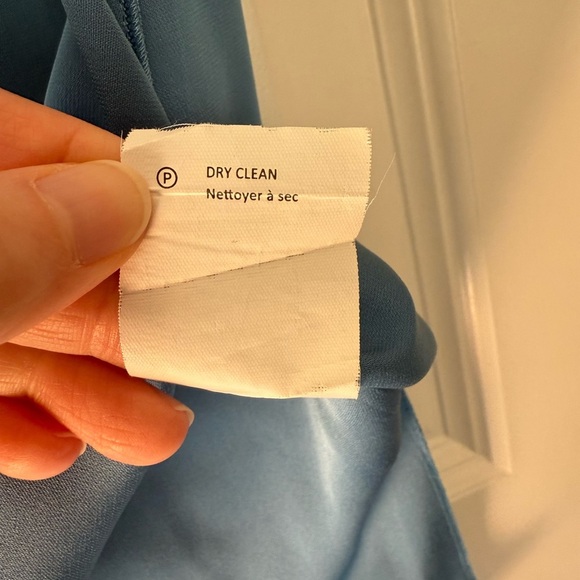 Ⓟ DRY CLEAN
Nettoyer à sec